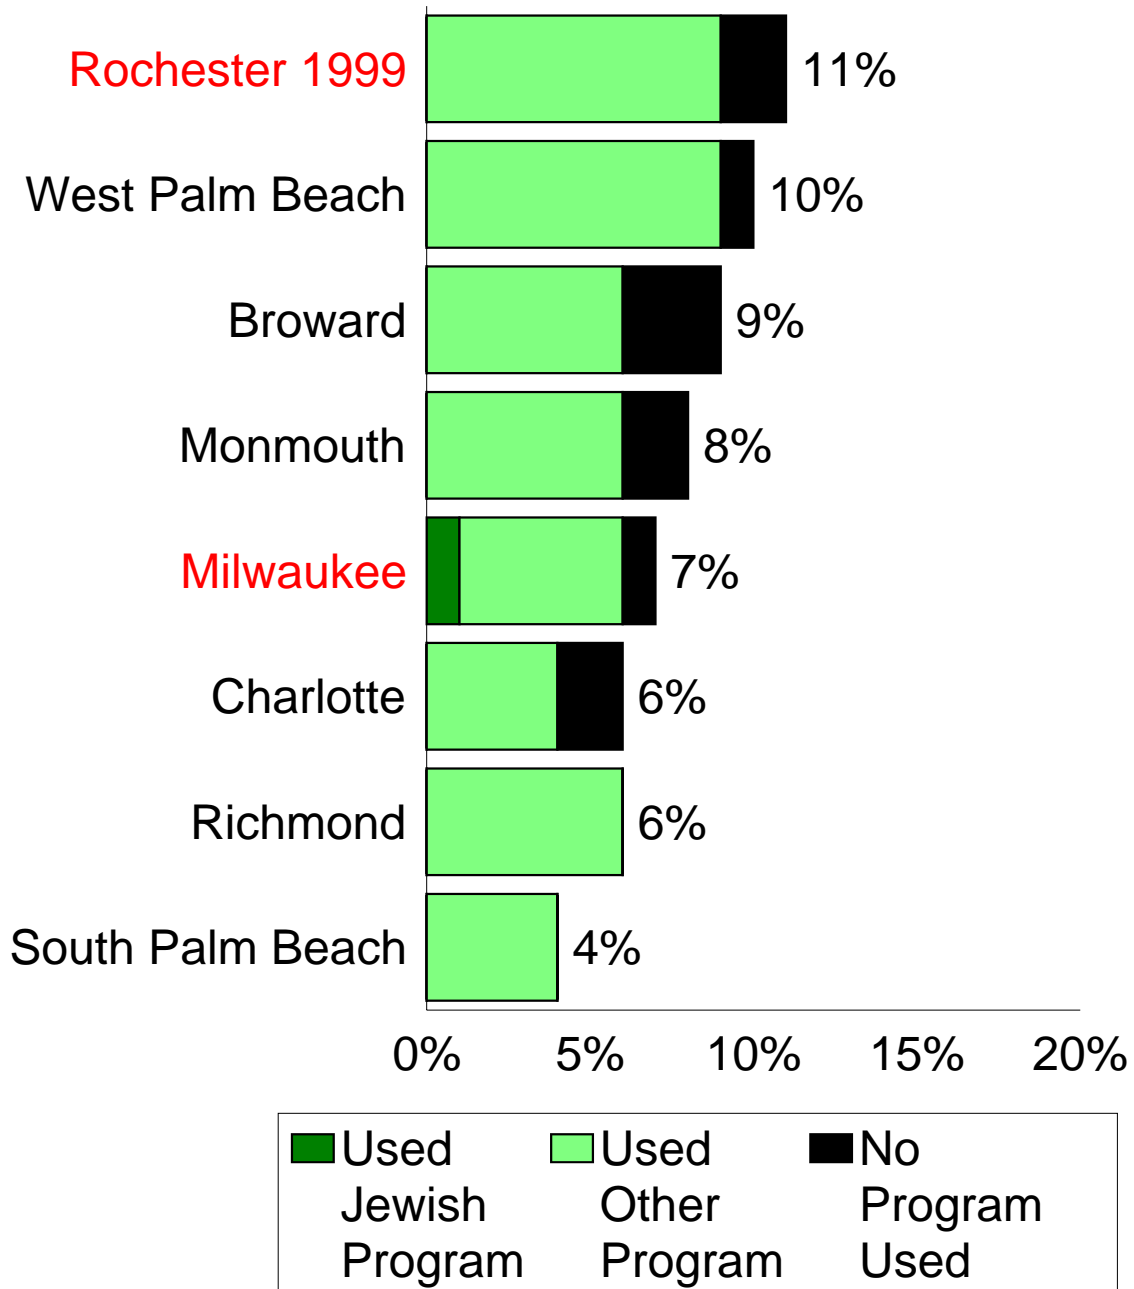 Rochester 1999 11%
West Palm Beach 10%
Broward 9%
Monmouth 8%
Milwaukee 7%
Charlotte 6%
Richmond 6%
South Palm Beach 4%
0% 5% 10% 15% 20%
Used Used No
Jewish Other Program
Program Program Used